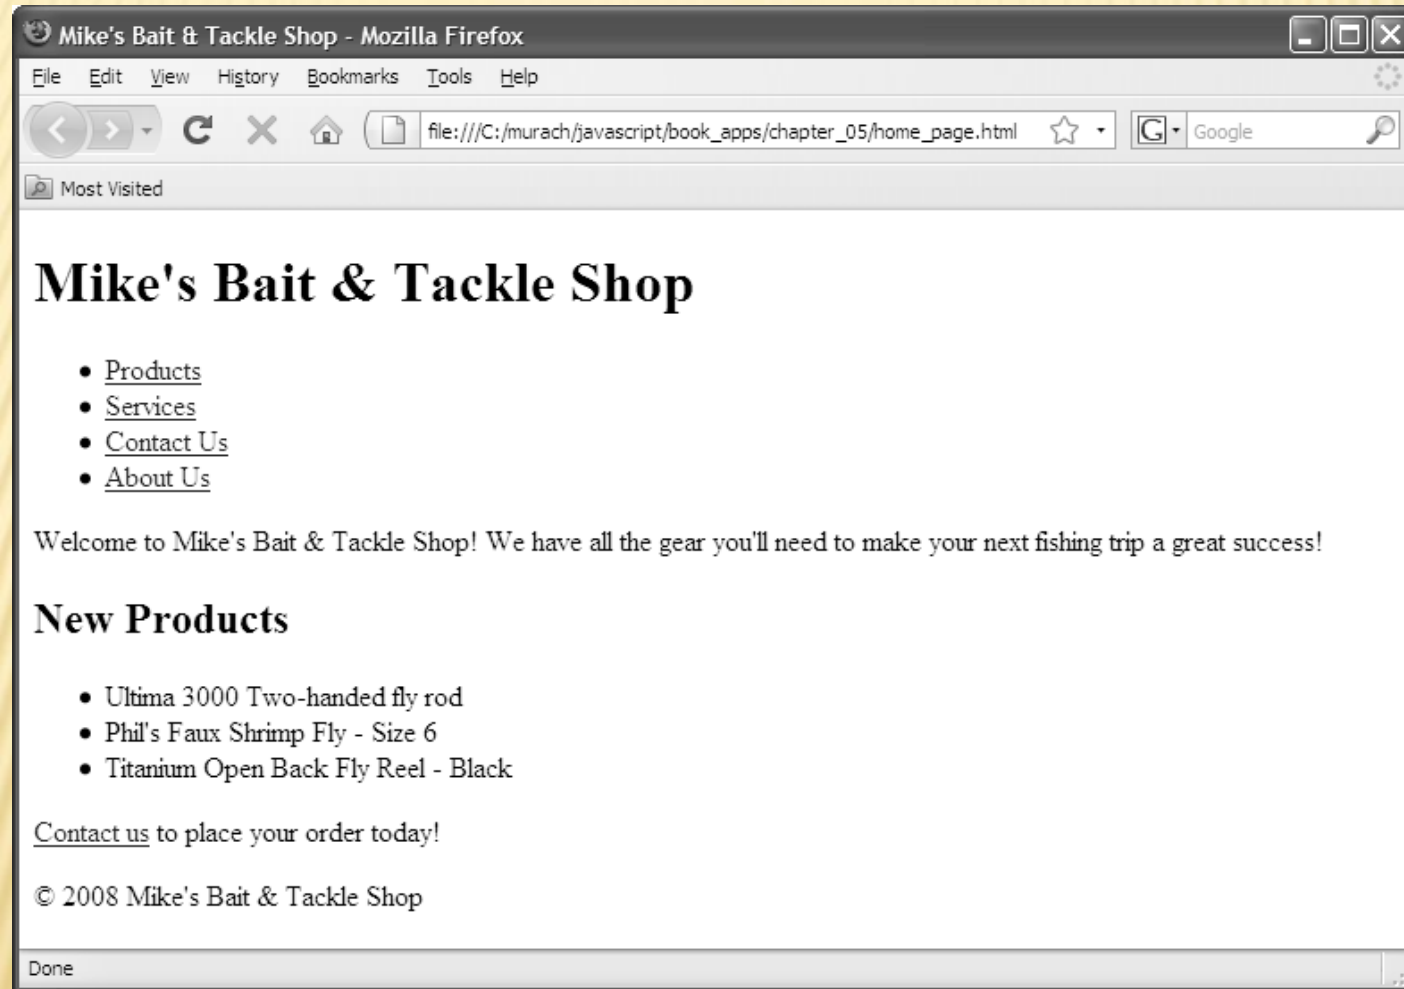 Mike's Bait & Tackle Shop - Mozilla Firefox
File Edit View History Bookmarks Tools Help
file:///C:/murach/javascript/book_apps/chapter_05/home_page.html G Google
Most Visited
Mike's Bait & Tackle Shop
• Products
• Services
• Contact Us
• About Us
Welcome to Mike's Bait & Tackle Shop! We have all the gear you'll need to make your next fishing trip a great success!
New Products
• Ultima 3000 Two-handed fly rod
• Phil's Faux Shrimp Fly - Size 6
• Titanium Open Back Fly Reel - Black
Contact us to place your order today!
© 2008 Mike's Bait & Tackle Shop
Done